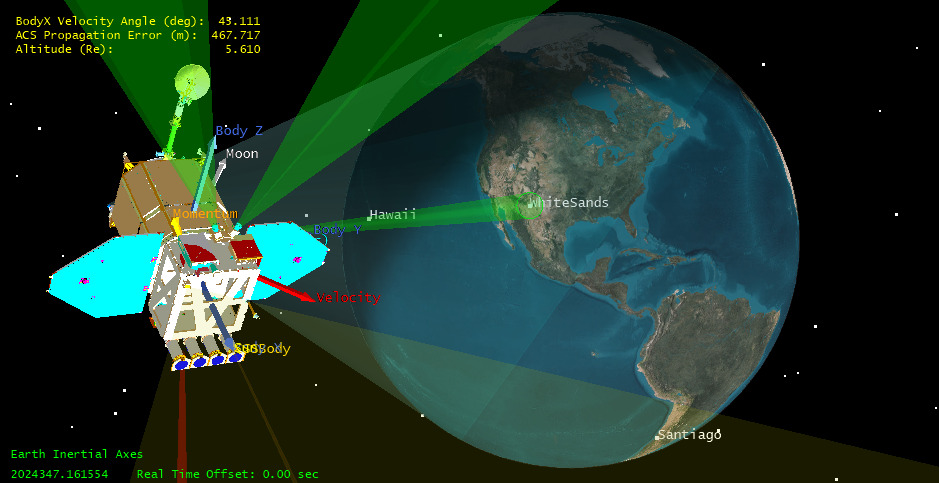 BodyX Velocity Angle (deg): 43.111
ACS Propagation Error (m): 467.717
Altitude (Re): 5.610
Body Z
Moon
WhiteSands
Momentum
Hawaii
Body Y
Velocity
Body
Santiago
Earth Inertial Axes
2024347.161554 Real Time Offset: 0.00 sec